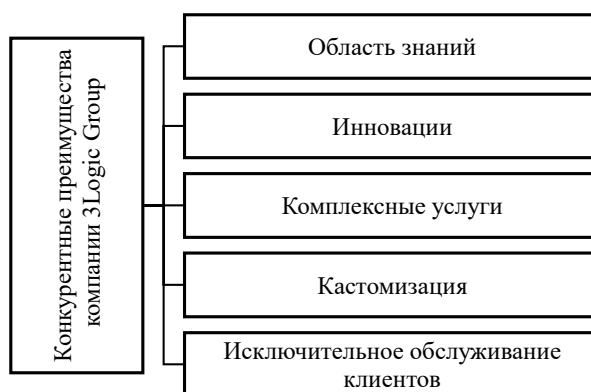 Конкурентные преимущества
компании 3Logic Group
Область знаний
Инновации
Комплексные услуги
Кастомизация
Исключительное обслуживание
клиентов